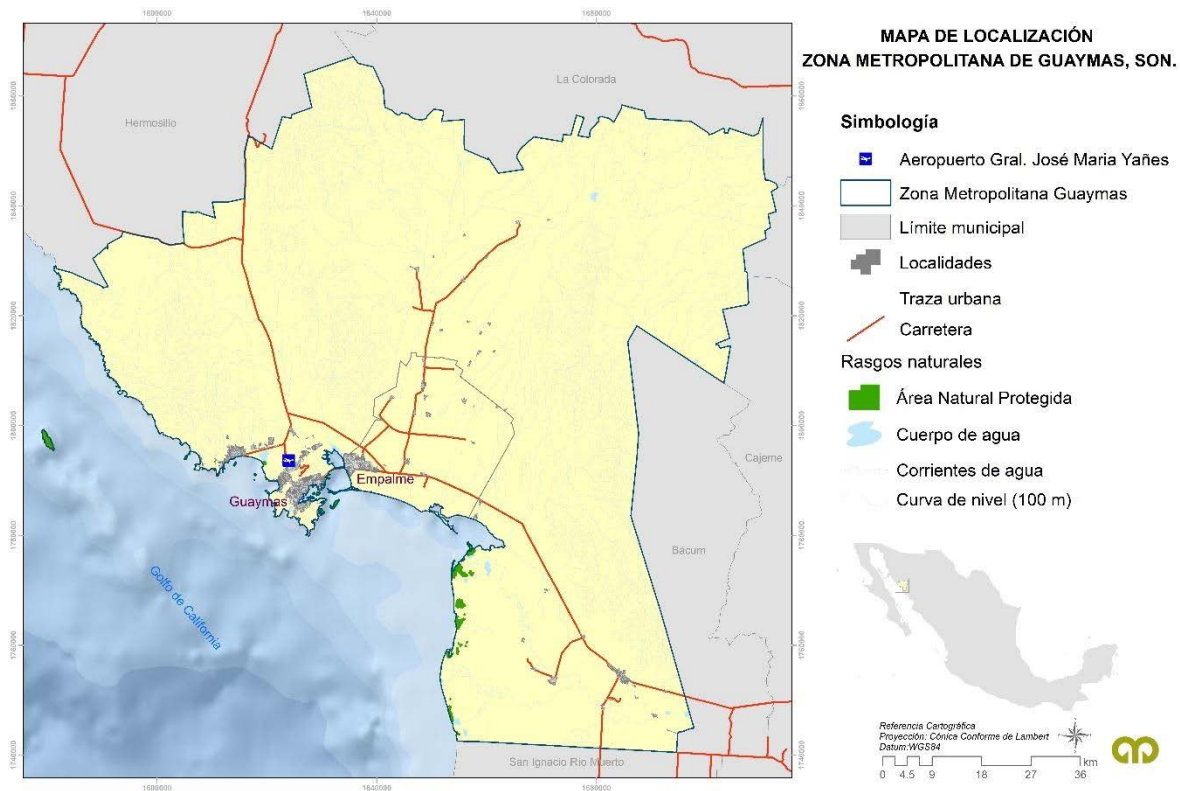 MAPA DE LOCALIZACIÓN
ZONA METROPOLITANA DE GUAYMAS, SON.
Simbología
Aeropuerto Gral. José Maria Yañes
Zona Metropolitana Guaymas
Límite municipal
Localidades
Traza urbana
Carretera
Rasgos naturales
Área Natural Protegida
Cuerpo de agua
Corrientes de agua
Curva de nivel (100 m)
Referencia Cartográfica
Proyección: Cónica Conforme de Lambert
Datum:WGS84
km
0 4.5 9 18 27 36
1640000
La Colorada
Hermosillo
Cajeme
Empalme
Guaymas
Bácum
Golfo de California
San Ignacio Río Muerto
1640000